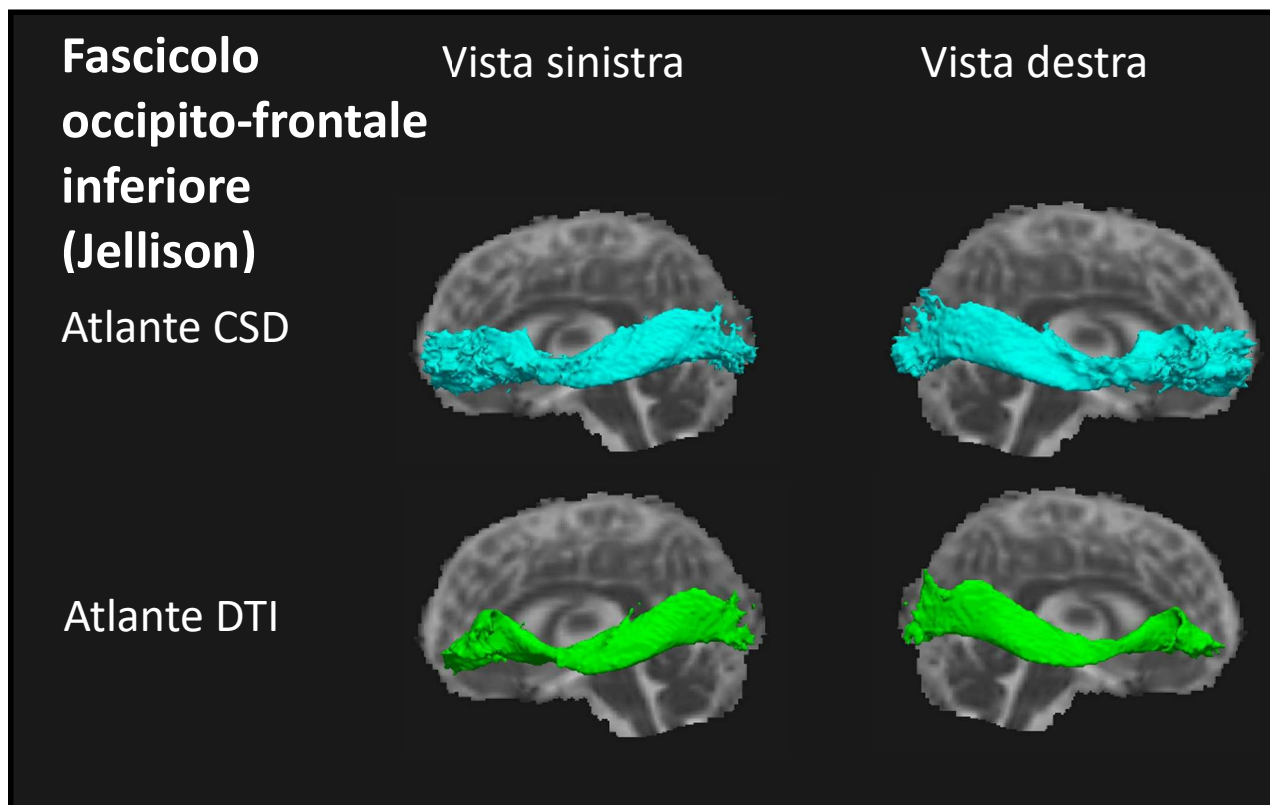 Fascicolo
occipito-frontale
inferiore
(Jellison)
Vista sinistra
Vista destra
Atlante CSD
Atlante DTI